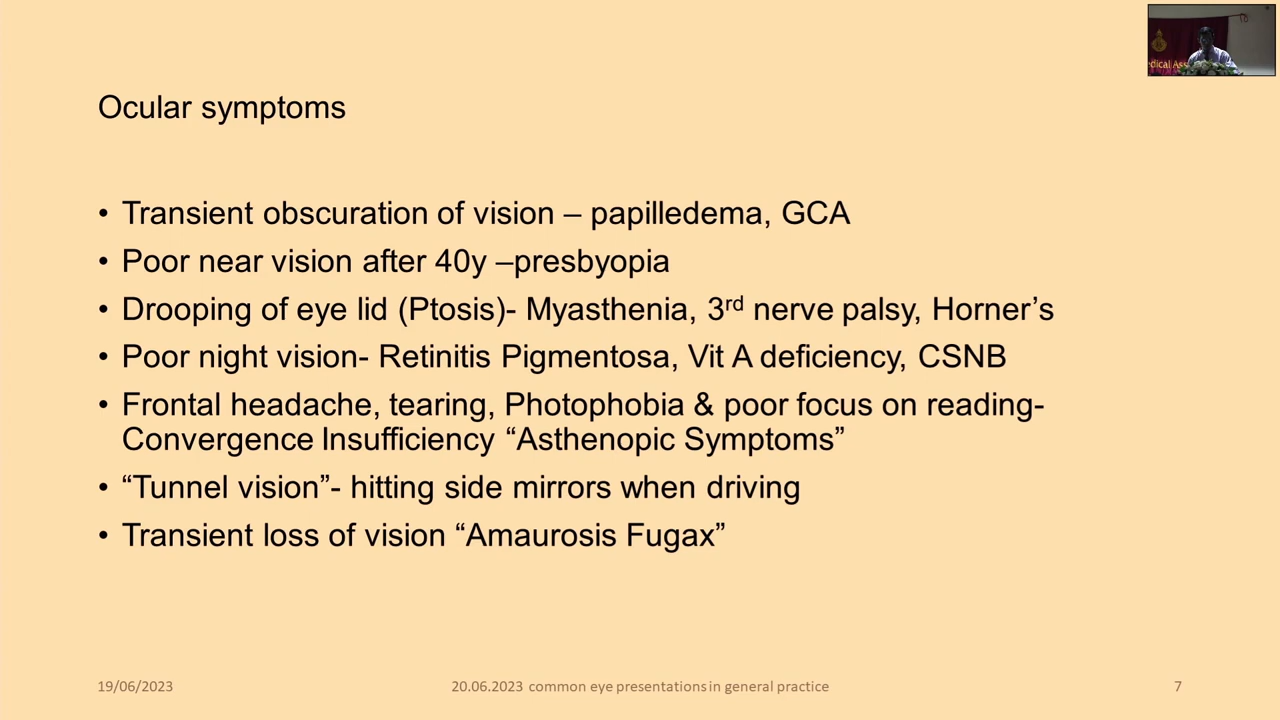 Ocular symptoms
• Transient obscuration of vision – papilledema, GCA
• Poor near vision after 40y –presbyopia
• Drooping of eye lid (Ptosis)- Myasthenia, 3rd nerve palsy, Horner’s
• Poor night vision- Retinitis Pigmentosa, Vit A deficiency, CSNB
• Frontal headache, tearing, Photophobia & poor focus on reading-
Convergence Insufficiency “Asthenopic Symptoms”
• “Tunnel vision”- hitting side mirrors when driving
• Transient loss of vision “Amaurosis Fugax”
19/06/2023 20.06.2023 common eye presentations in general practice 7